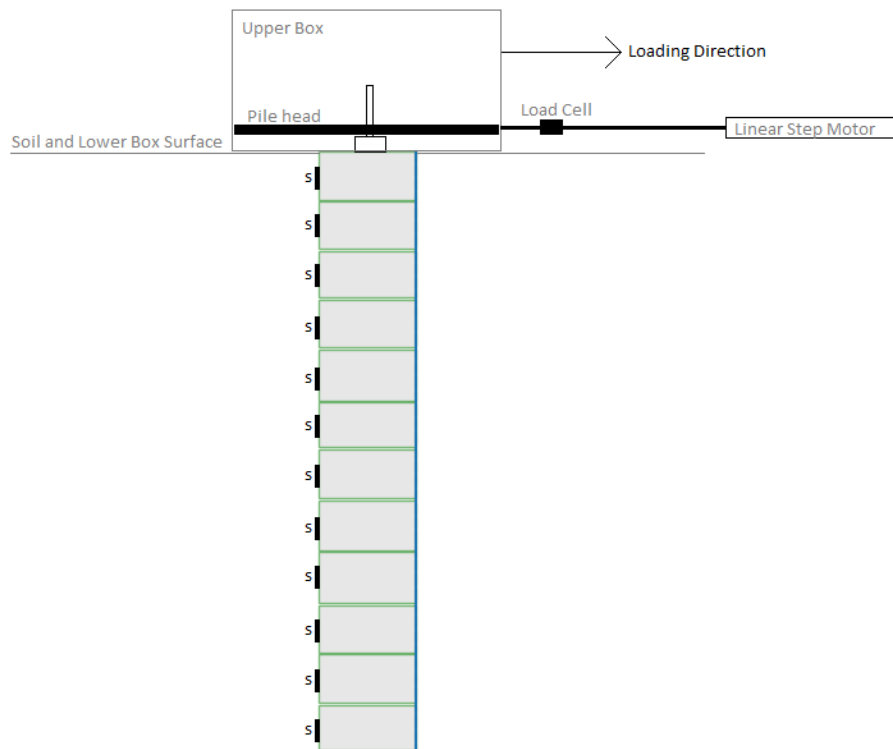 Upper Box
Loading Direction
Pile head
Load Cell
Linear Step Motor
Soil and Lower Box Surface
S
S
S
S
S
S
S
S
S
S
S
S